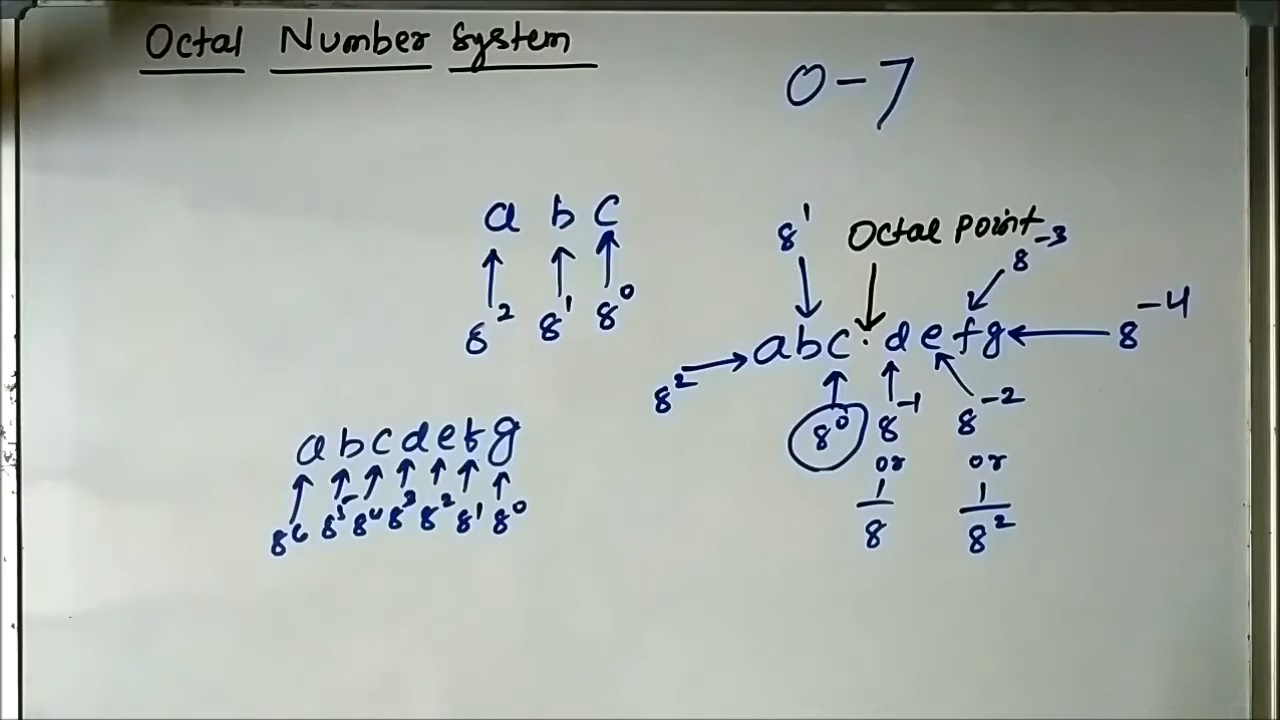 Octal Number System
0-7
a b c
8² 8¹ 8⁰
8¹ Octal Point 8⁻³
abc.defg 8⁻⁴
8² 8⁰ 8⁻¹ 8⁻²
or or
1/8 1/8²
abcdefg
8⁶ 8⁵ 8⁴ 8³ 8² 8¹ 8⁰